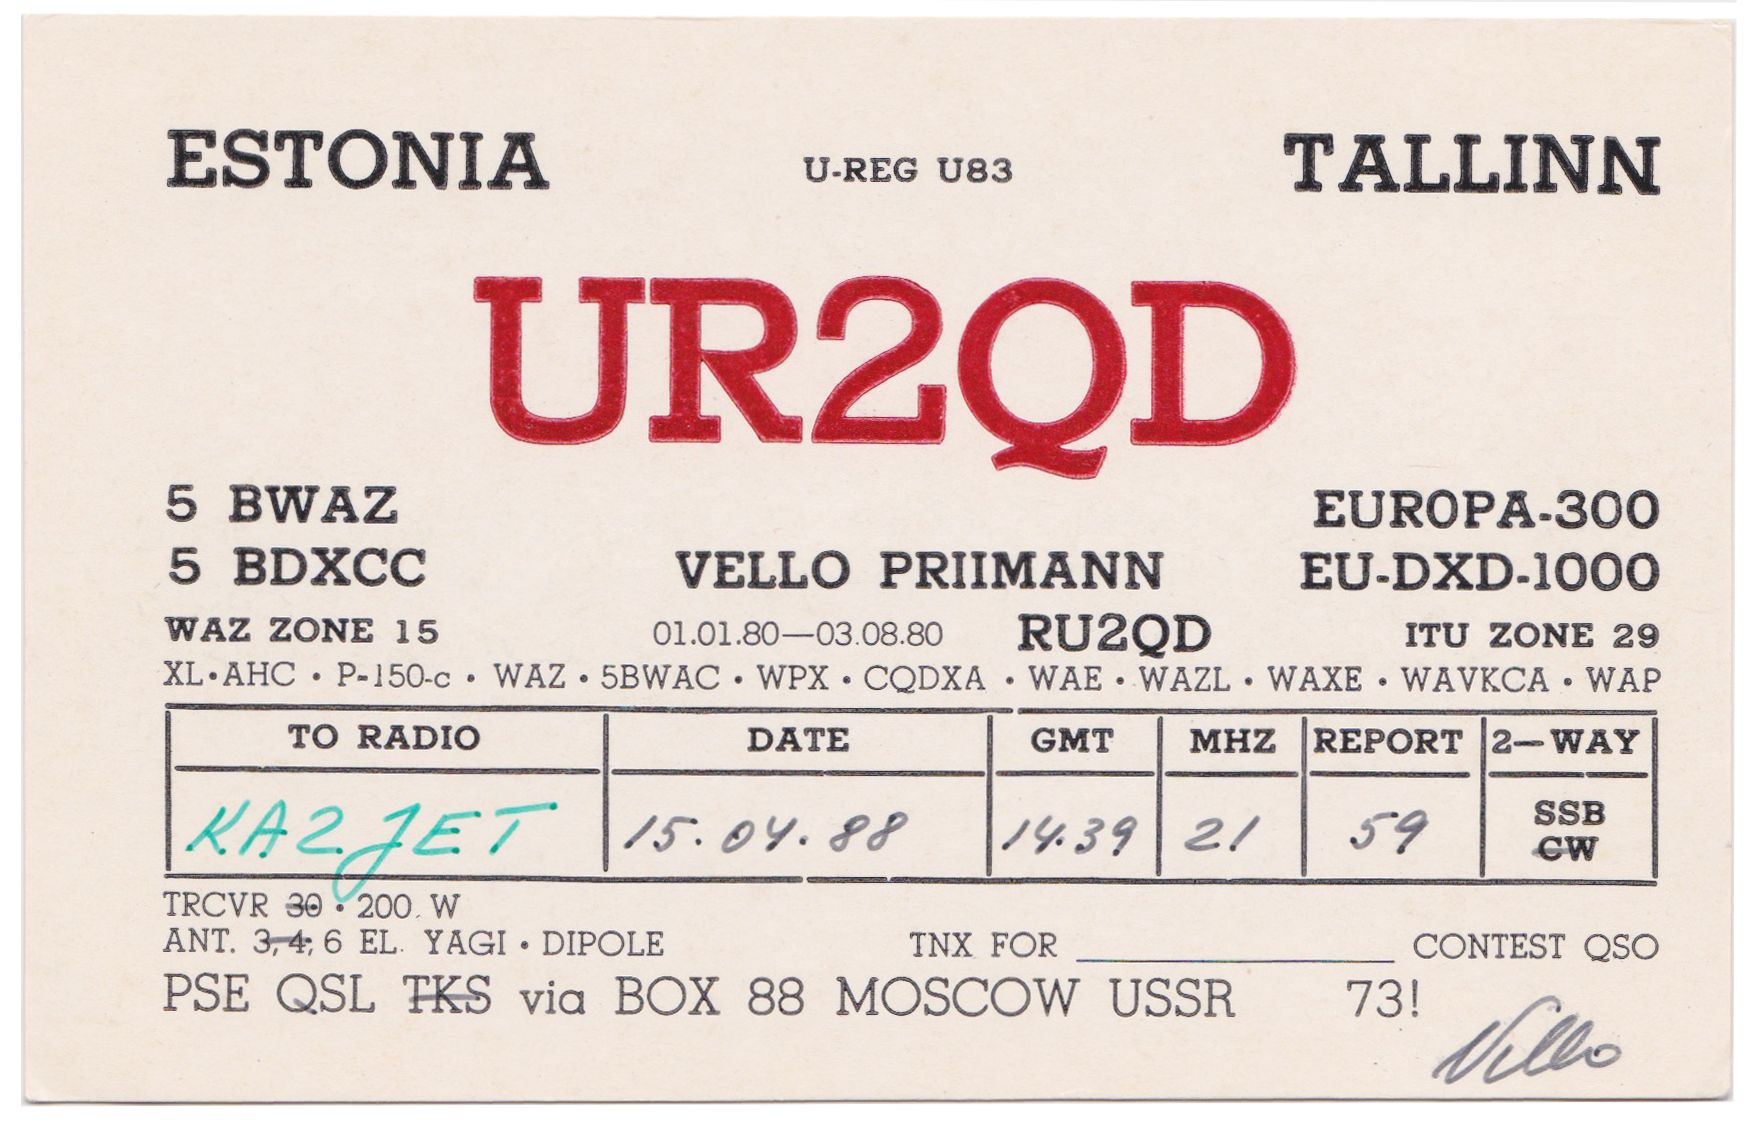 ESTONIA U-REG U83 TALLINN
UR2QD
5 BWAZ EUROPA-300
5 BDXCC VELLO PRIIMANN EU-DXD-1000
WAZ ZONE 15 01.01.80—03.08.80 RU2QD ITU ZONE 29
XL•AHC • P-150-c • WAZ • 5BWAC • WPX • CQDXA • WAE • WAZL • WAXE • WAVKCA • WAP
TO RADIO DATE GMT MHZ REPORT 2—WAY
KA2JET 15.04.88 14.39 21 59 SSB
CW
TRCVR 30 • 200 W
ANT. 3, 4, 6 EL. YAGI • DIPOLE TNX FOR ____________ CONTEST QSO
PSE QSL TKS via BOX 88 MOSCOW USSR 73!
Vello